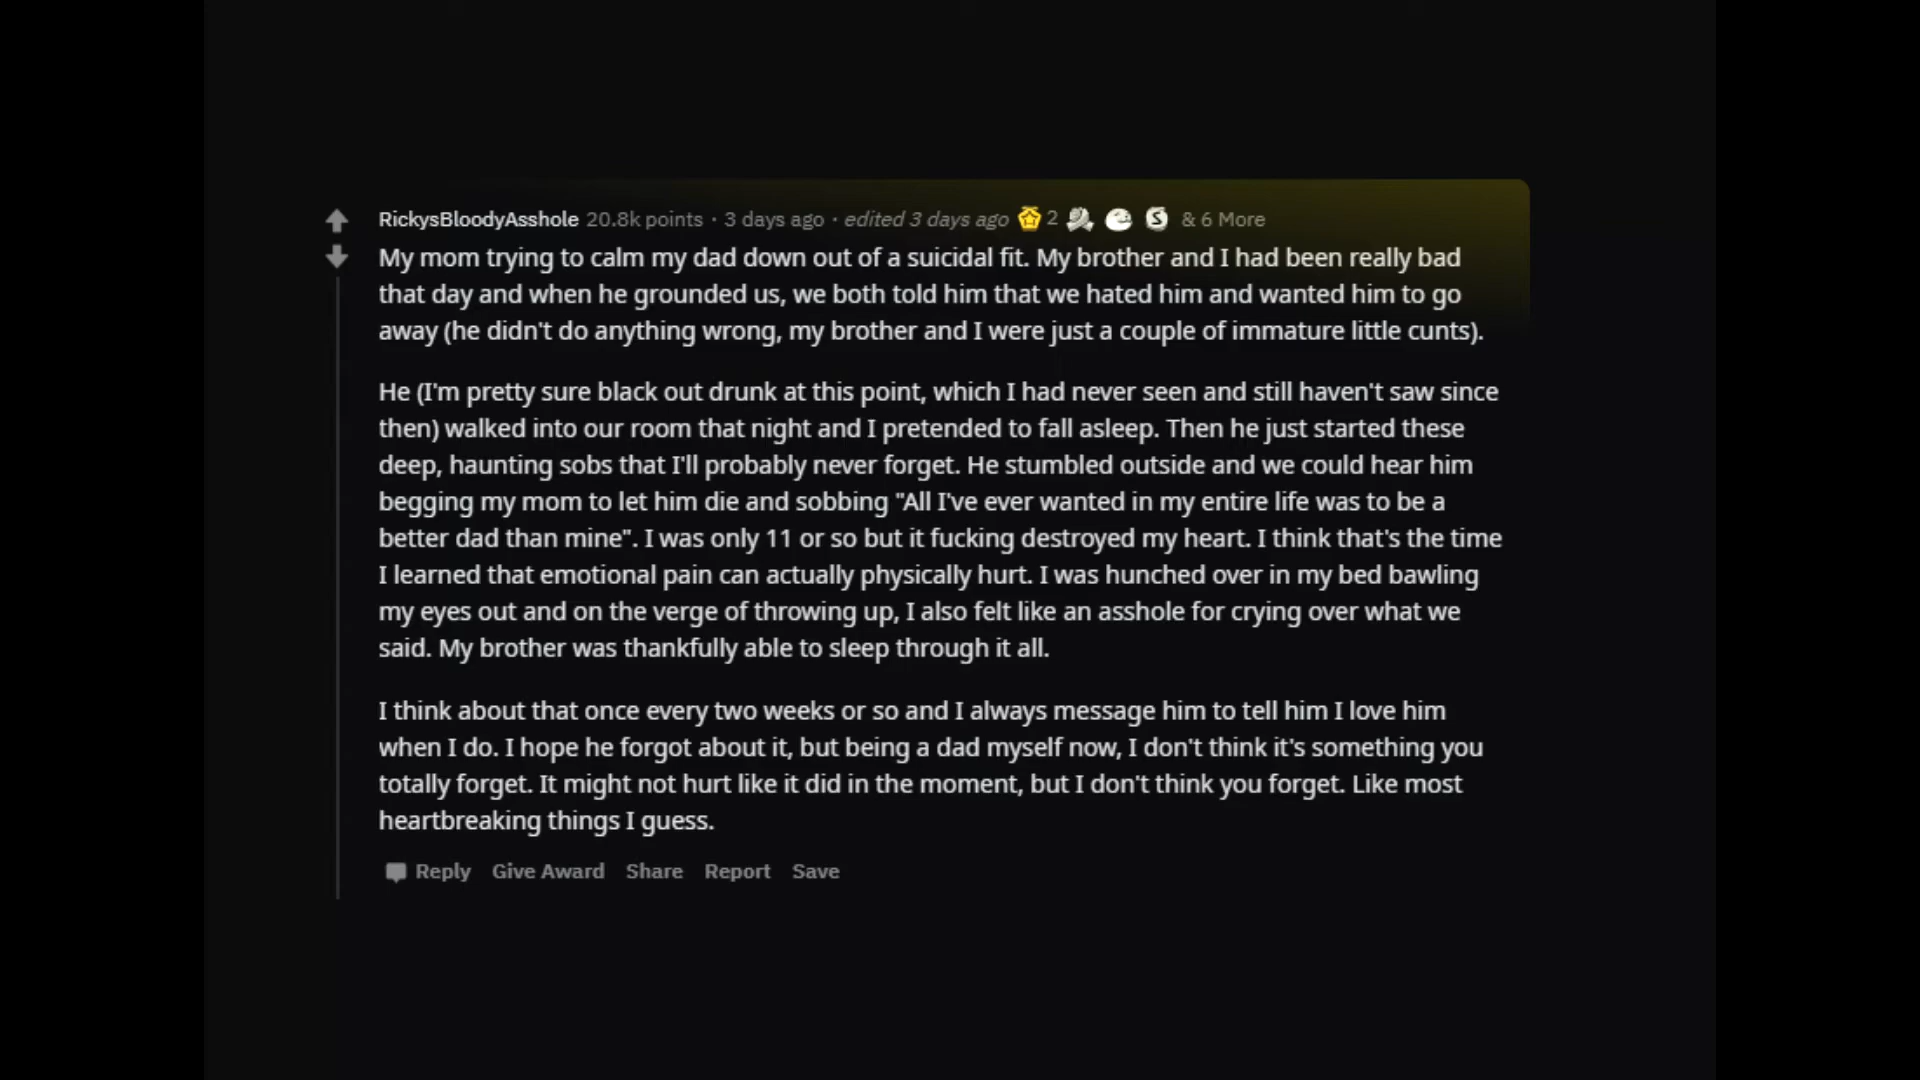 RickysBloodyAsshole 20.8k points · 3 days ago · edited 3 days ago 2 S & 6 More
My mom trying to calm my dad down out of a suicidal fit. My brother and I had been really bad
that day and when he grounded us, we both told him that we hated him and wanted him to go
away (he didn't do anything wrong, my brother and I were just a couple of immature little cunts).
He (I'm pretty sure black out drunk at this point, which I had never seen and still haven't saw since
then) walked into our room that night and I pretended to fall asleep. Then he just started these
deep, haunting sobs that I'll probably never forget. He stumbled outside and we could hear him
begging my mom to let him die and sobbing "All I've ever wanted in my entire life was to be a
better dad than mine". I was only 11 or so but it fucking destroyed my heart. I think that's the time
I learned that emotional pain can actually physically hurt. I was hunched over in my bed bawling
my eyes out and on the verge of throwing up, I also felt like an asshole for crying over what we
said. My brother was thankfully able to sleep through it all.
I think about that once every two weeks or so and I always message him to tell him I love him
when I do. I hope he forgot about it, but being a dad myself now, I don't think it's something you
totally forget. It might not hurt like it did in the moment, but I don't think you forget. Like most
heartbreaking things I guess.
Reply Give Award Share Report Save